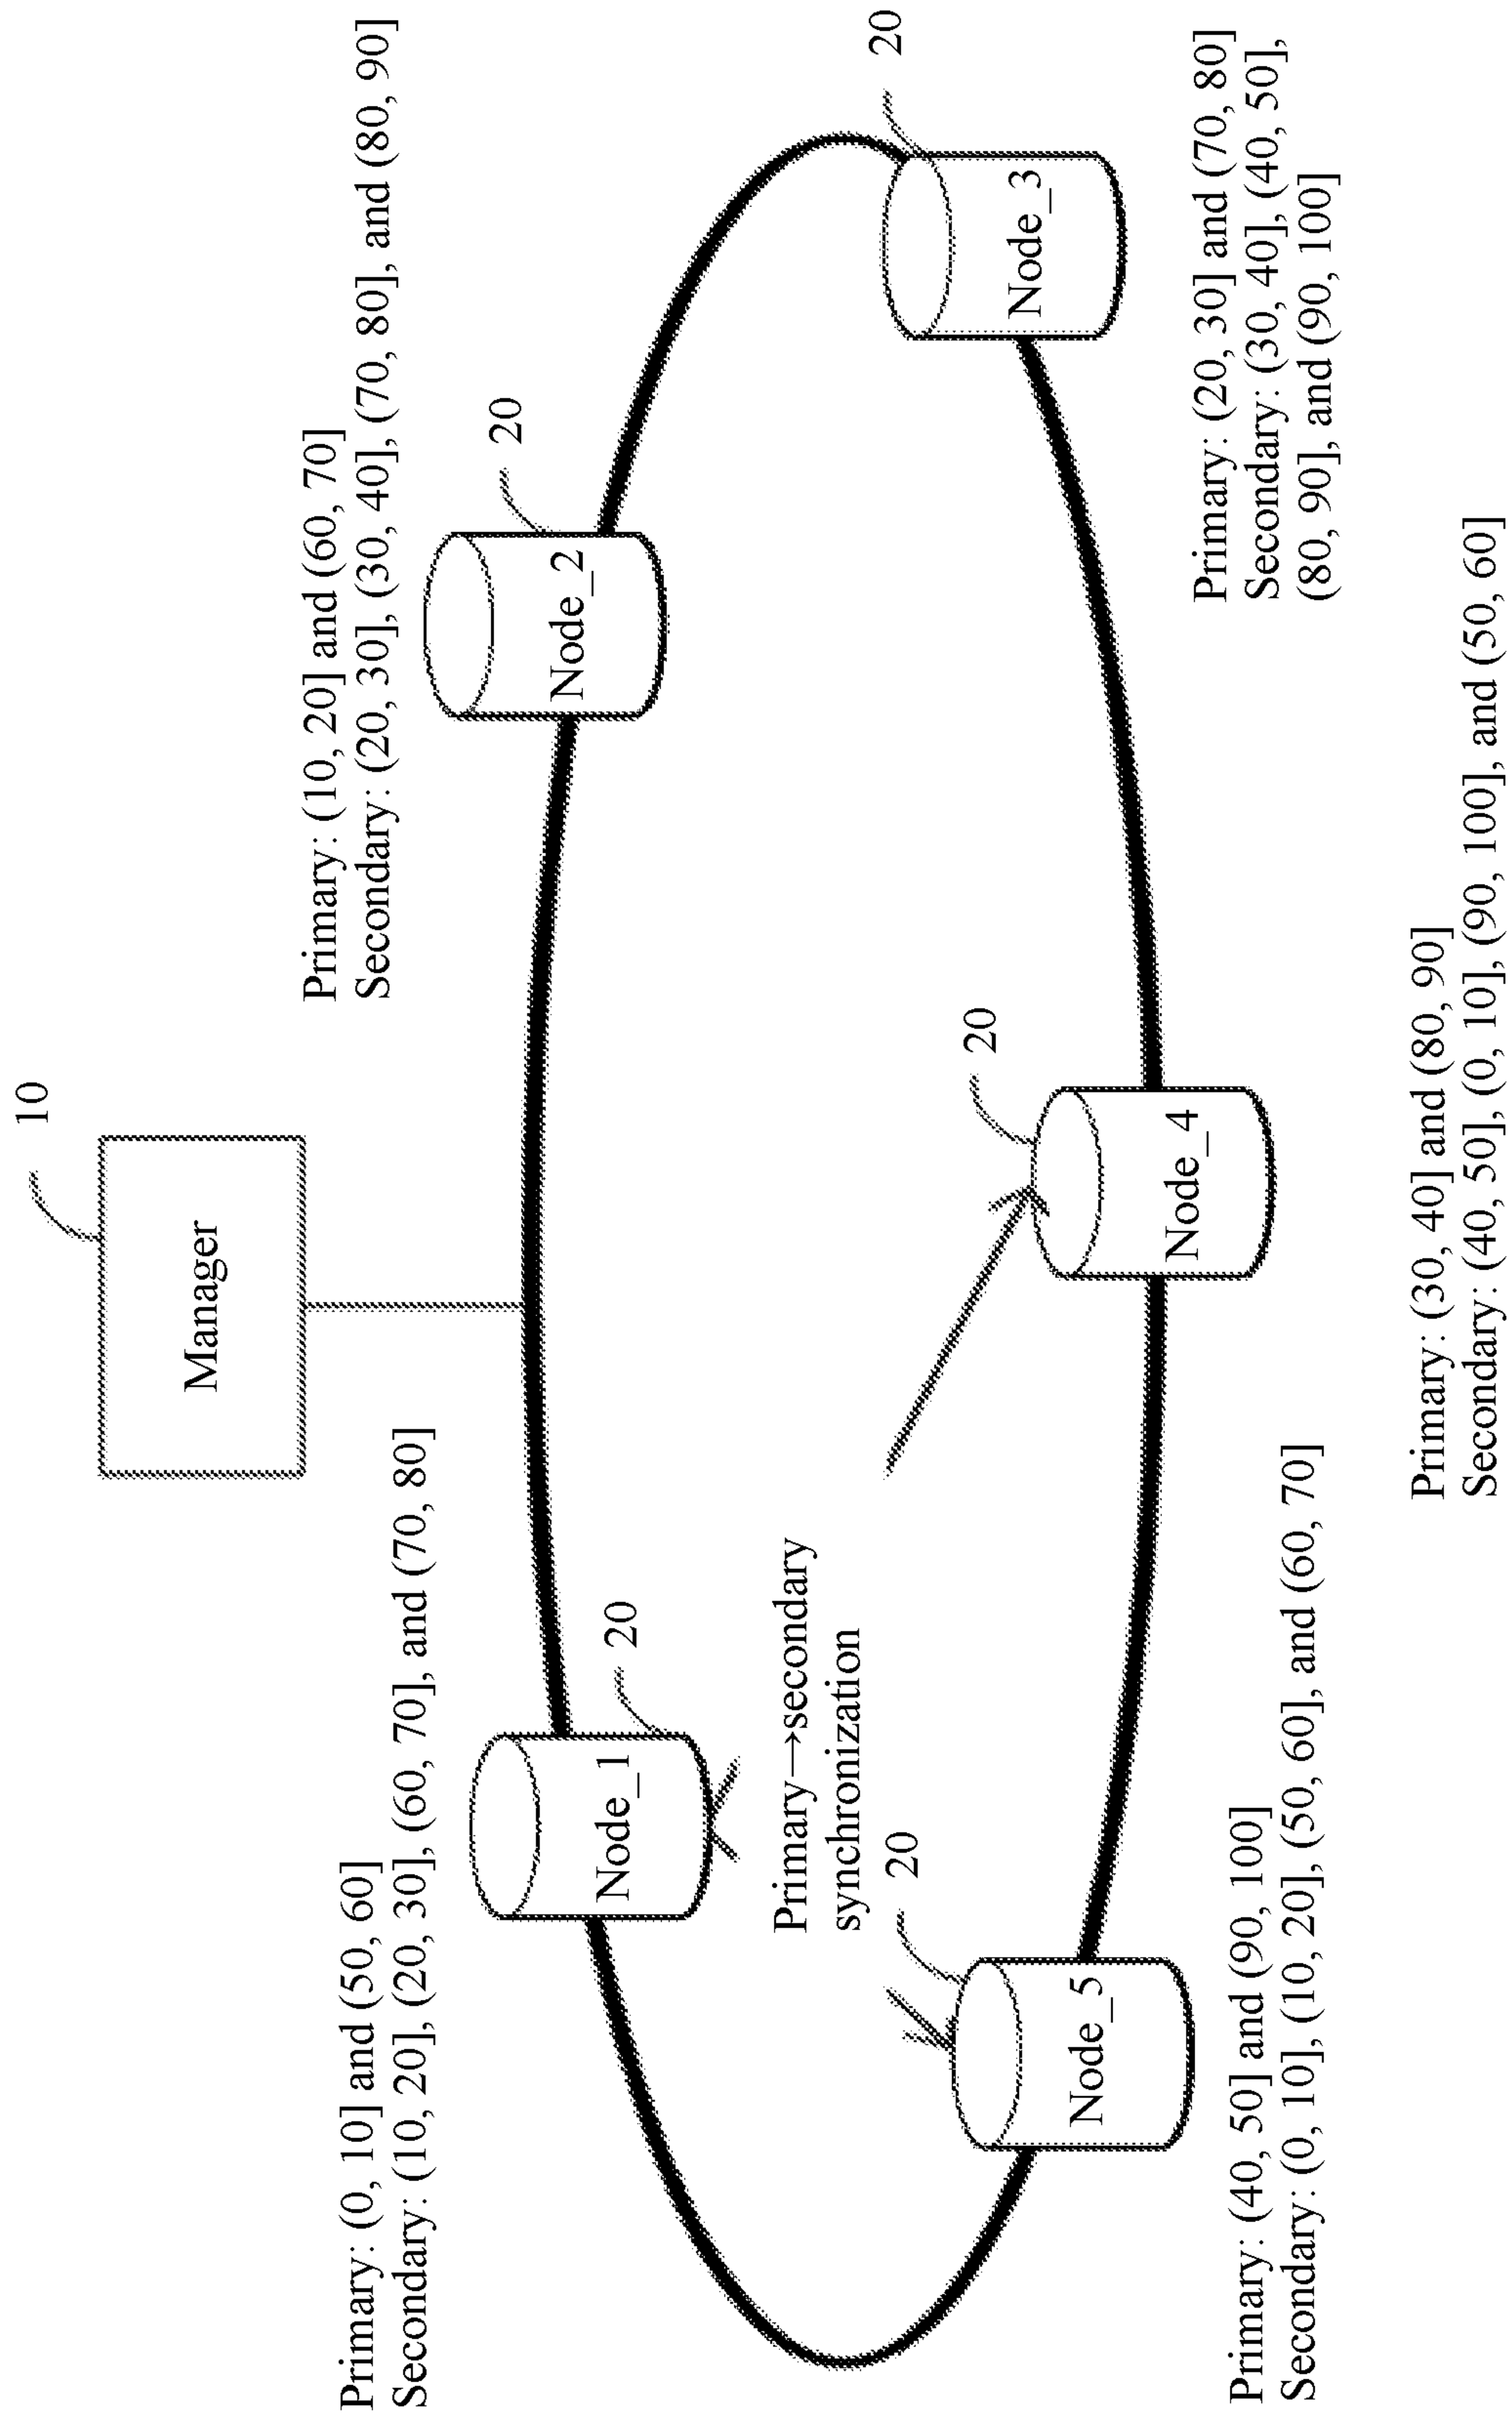 10
Manager
Primary: (10, 20] and (60, 70]
Secondary: (20, 30], (30, 40], (70, 80], and (80, 90]
Primary: (0, 10] and (50, 60]
Secondary: (10, 20], (20, 30], (60, 70], and (70, 80]
20
Node_2
20
Node_1
Primary→secondary
synchronization
20
Node_3
20
Node_4
20
Node_5
Primary: (20, 30] and (70, 80]
Secondary: (30, 40], (40, 50],
(80, 90], and (90, 100]
Primary: (40, 50] and (90, 100]
Secondary: (0, 10], (10, 20], (50, 60], and (60, 70]
Primary: (30, 40] and (80, 90]
Secondary: (40, 50], (0, 10], (90, 100], and (50, 60]